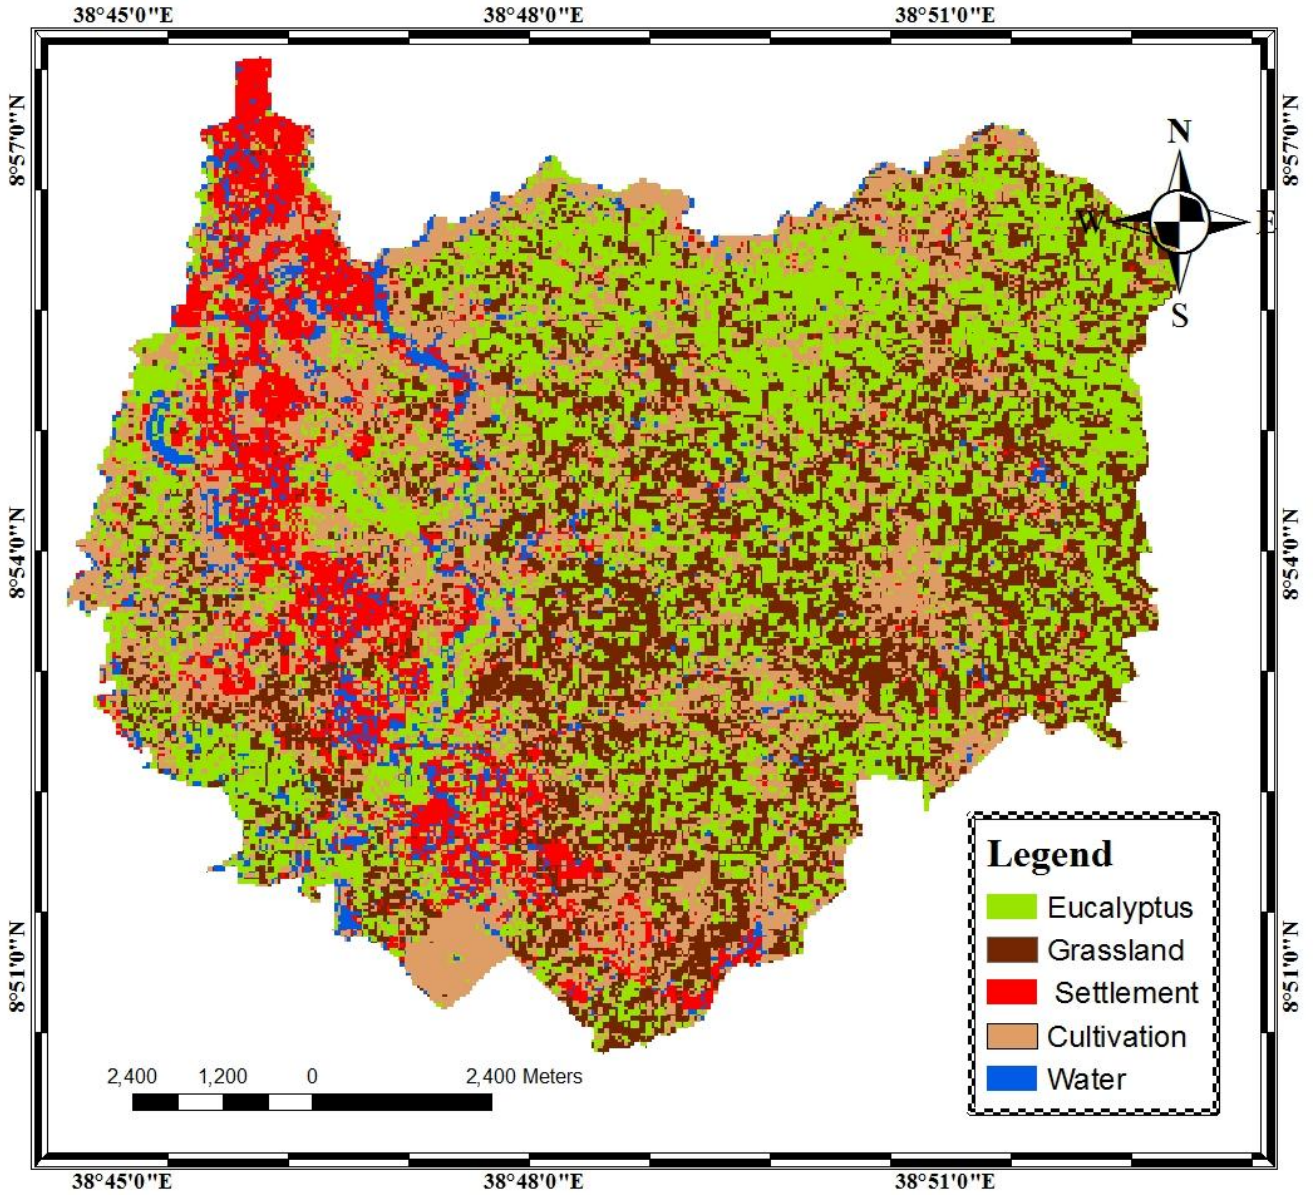 38°45'0"E 38°48'0"E 38°51'0"E
8°57'0"N 8°57'0"N
N
W E
S
8°54'0"N 8°54'0"N
Legend
Eucalyptus
Grassland
Settlement
Cultivation
Water
8°51'0"N 8°51'0"N
2,400 1,200 0 2,400 Meters
38°45'0"E 38°48'0"E 38°51'0"E